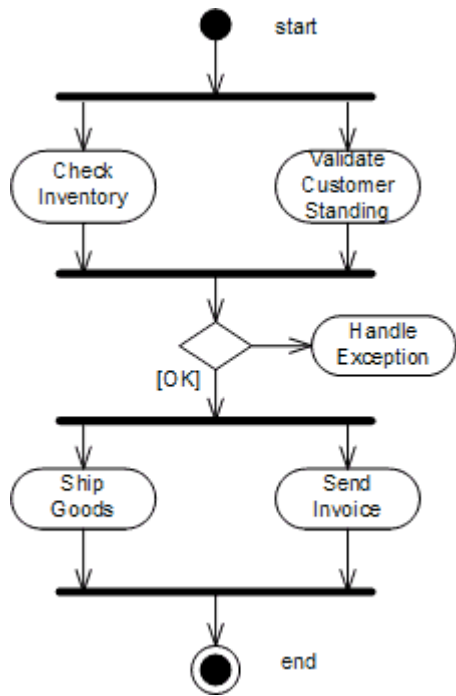 start
Check
Inventory
Validate
Customer
Standing
Handle
Exception
[OK]
Ship
Goods
Send
Invoice
end